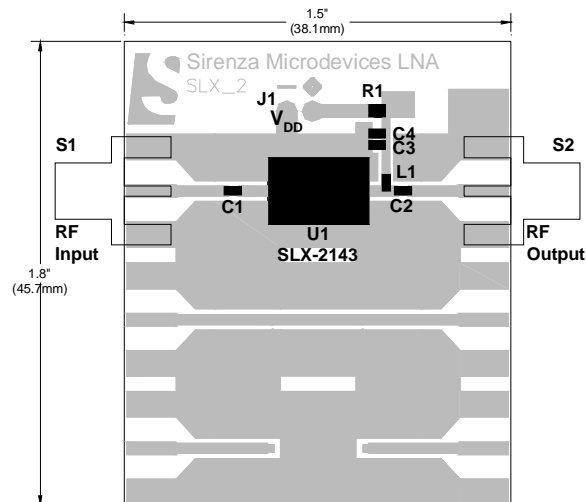 1.5"
(38.1mm)
Sirenza Microdevices LNA
SLX_2
J1
R1
VDD
S1
C4
C3
S2
L1
C1
C2
U1
RF
Input
SLX-2143
RF
Output
1.8"
(45.7mm)